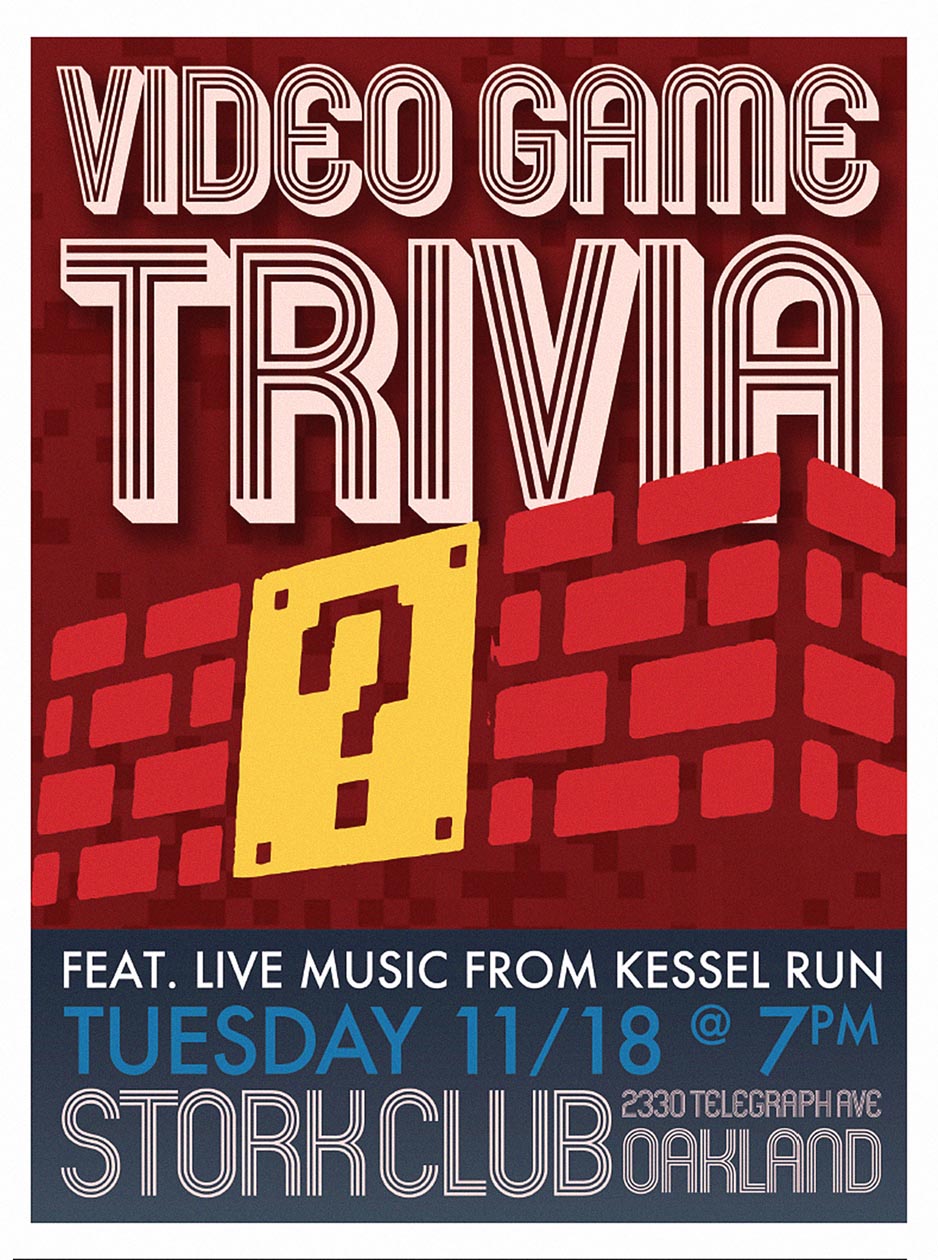 VIDEO GAME
TRIVIA
?
FEAT. LIVE MUSIC FROM KESSEL RUN
TUESDAY 11/18 @ 7PM
STORK CLUB
2330 TELEGRAPH AVE
OAKLAND